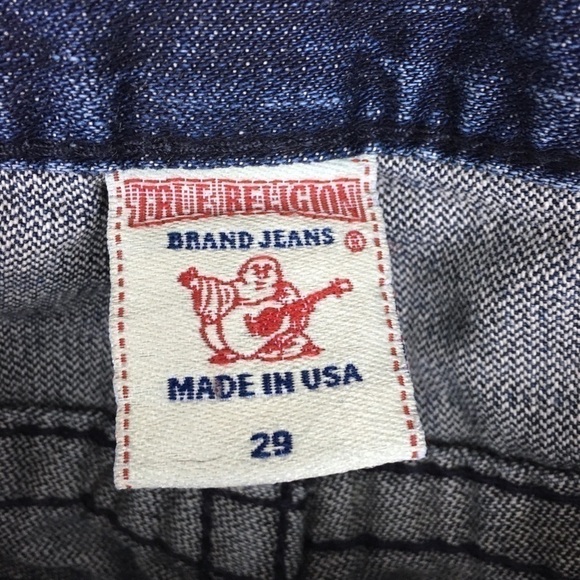 TRUE RELIGION
BRAND JEANS ®
MADE IN USA
29